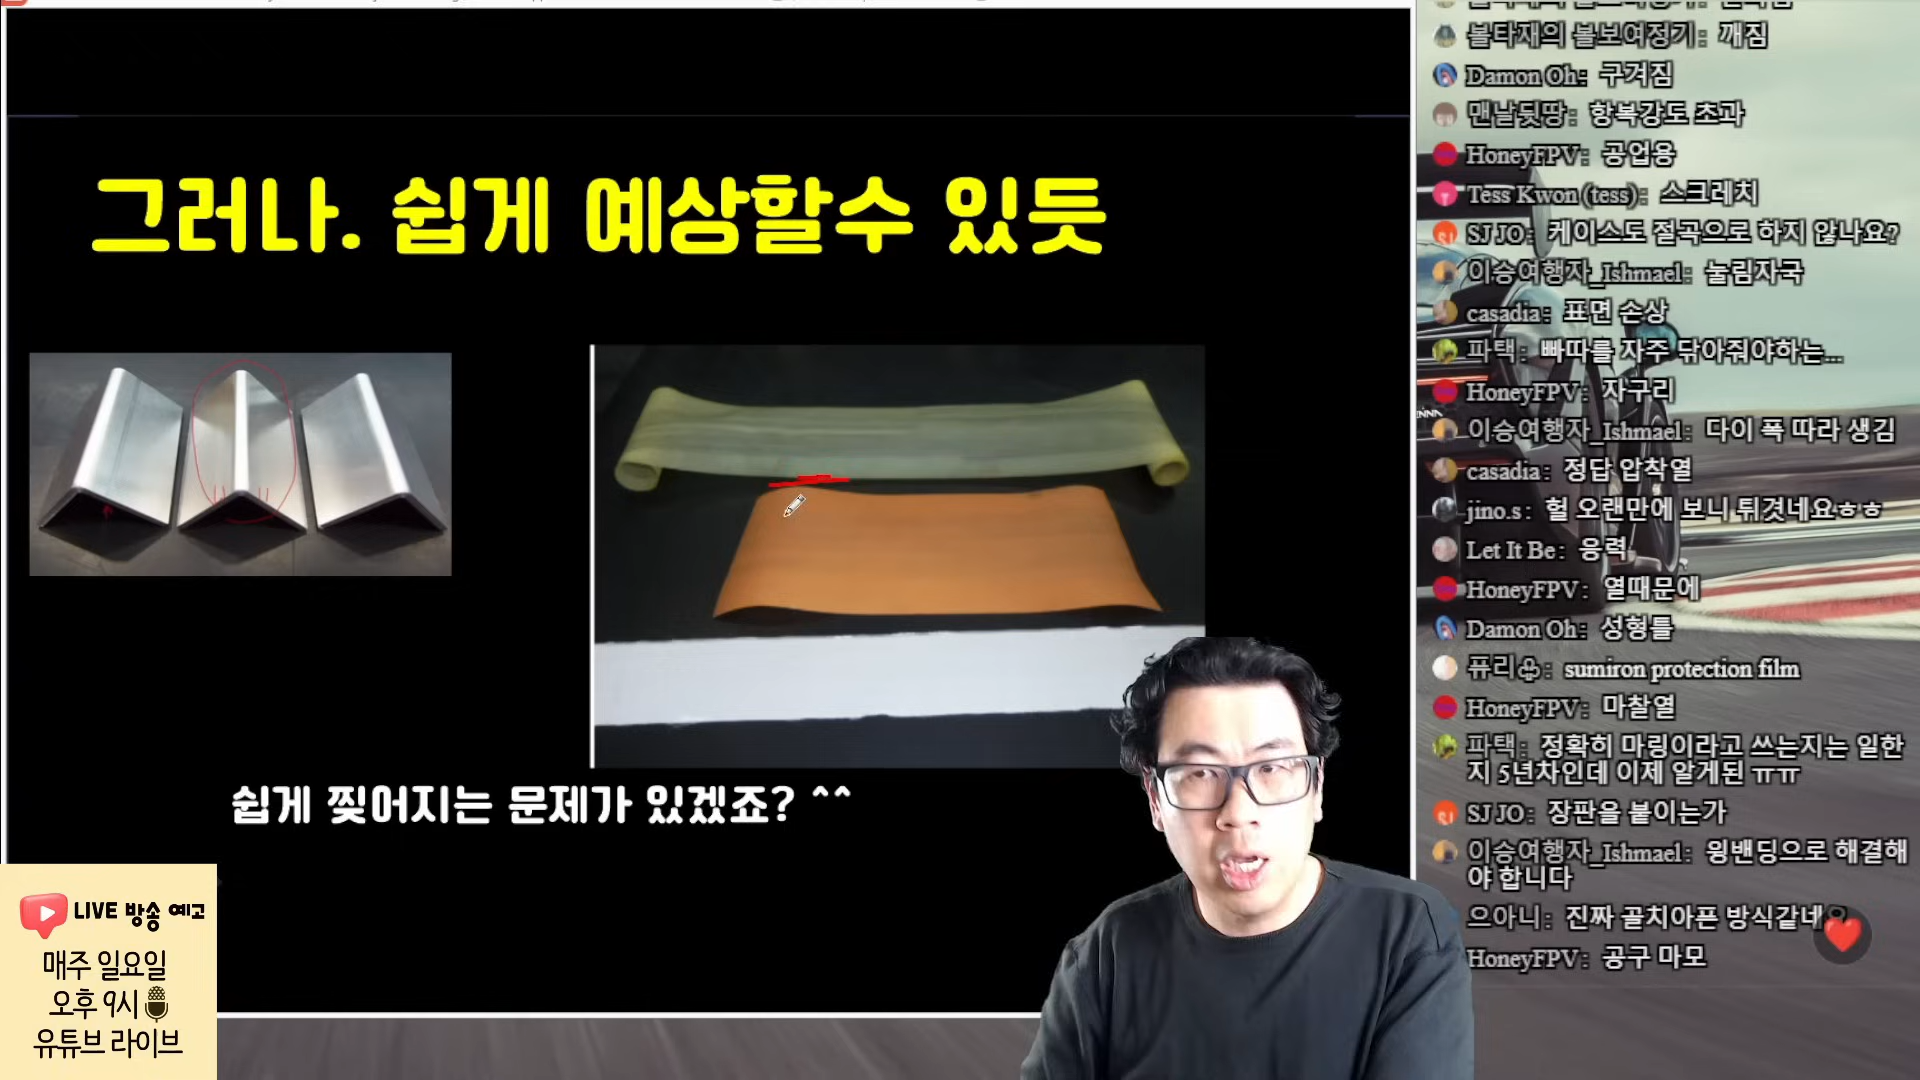 그러나. 쉽게 예상할수 있듯
쉽게 찢어지는 문제가 있겠죠? ^^
LIVE 방송 예고
매주 일요일
오후 9시
유튜브 라이브
볼타재의 볼보여정기: 깨짐
Damon Oh: 구겨짐
맨날뒷땅: 항복강도 초과
HoneyFPV: 공업용
Tess Kwon (tess): 스크레치
SJ JO: 케이스도 절곡으로 하지 않나요?
이승여행자_Ishmael: 눌림자국
casadia: 표면 손상
파택: 빠따를 자주 닦아줘야하는...
HoneyFPV: 자구리
이승여행자_Ishmael: 다이 폭 따라 생김
casadia: 정답 압착열
jino.s: 헐 오랜만에 보니 튀겻네요ㅎㅎ
Let It Be: 응력
HoneyFPV: 열때문에
Damon Oh: 성형틀
퓨리♧: sumiron protection film
HoneyFPV: 마찰열
파택: 정확히 마링이라고 쓰는지는 일한
지 5년차인데 이제 알게된 ㅠㅠ
SJ JO: 장판을 붙이는가
이승여행자_Ishmael: 윙밴딩으로 해결해
야 합니다
으아니: 진짜 골치아픈 방식같네요
HoneyFPV: 공구 마모